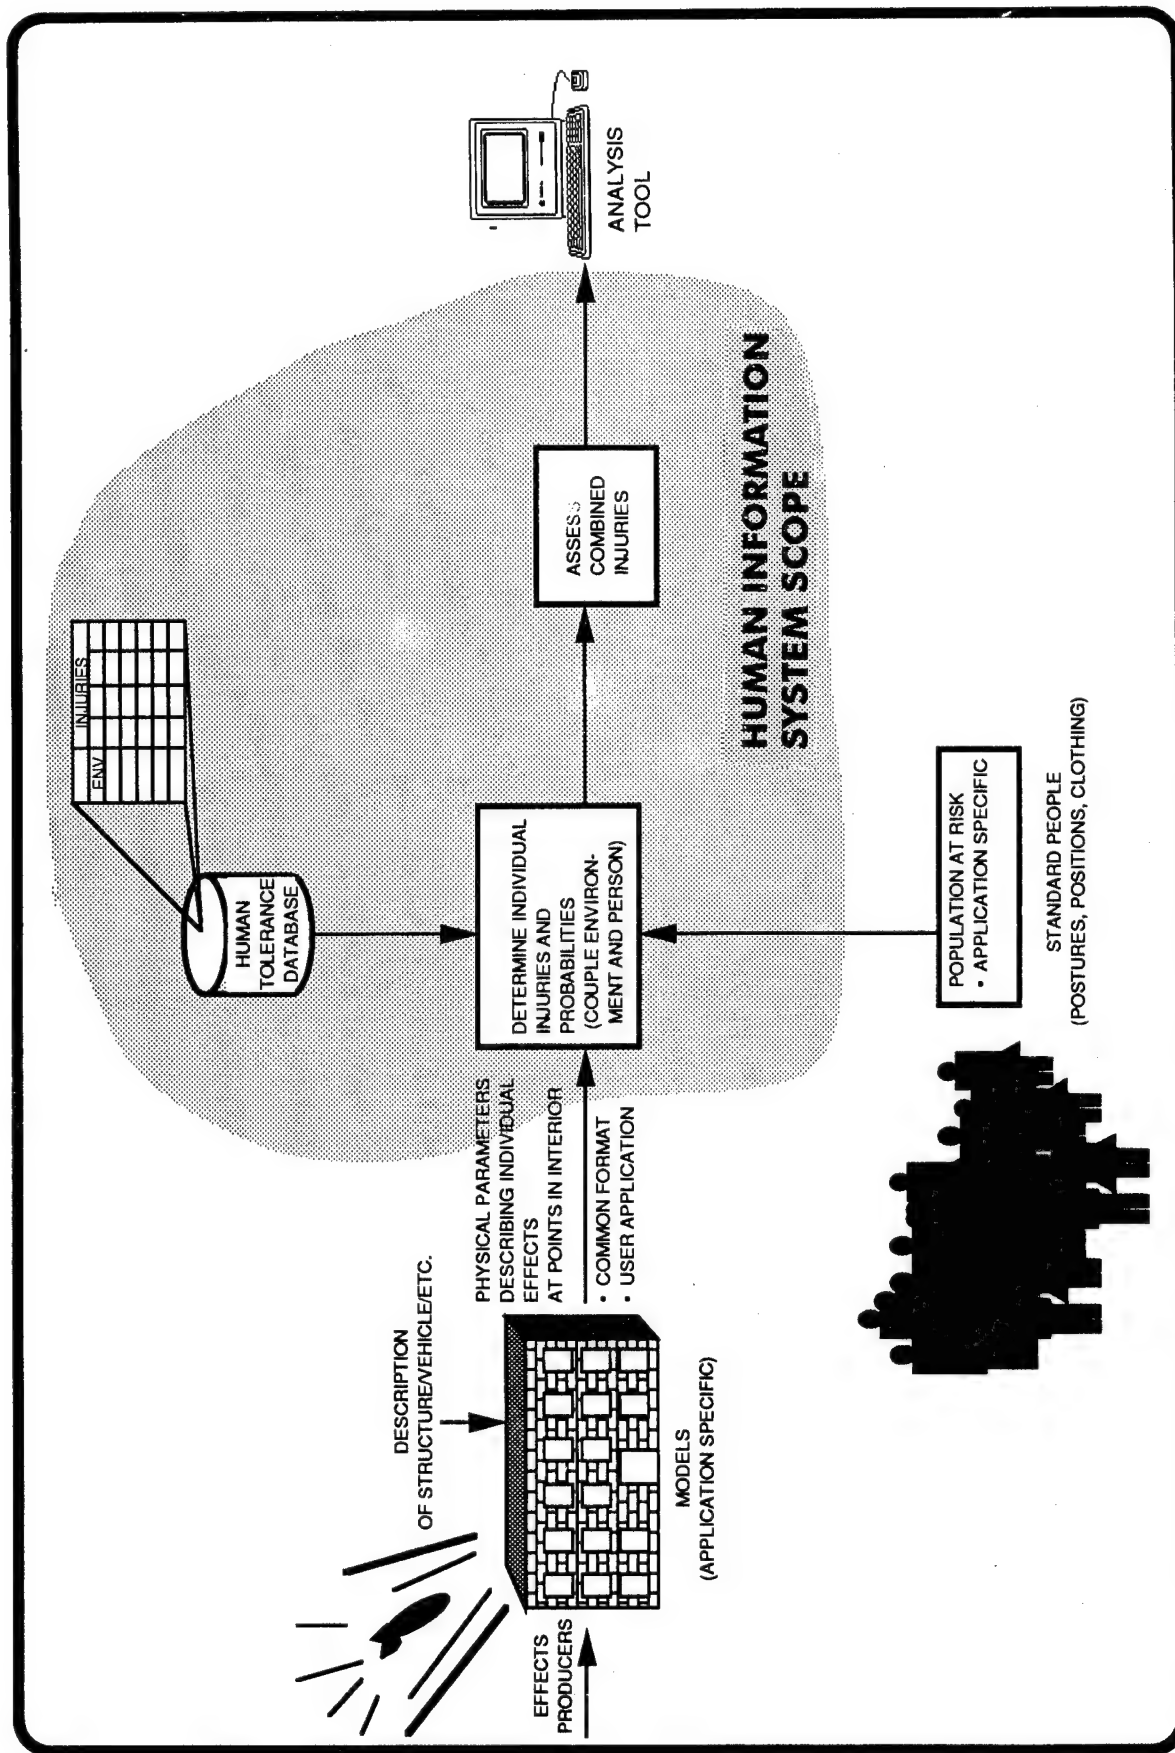 INJURIES
ENV
HUMAN
TOLERANCE
DATABASE
DESCRIPTION
OF STRUCTURE/VEHICLE/ETC.
EFFECTS
PRODUCERS
MODELS
(APPLICATION SPECIFIC)
PHYSICAL PARAMETERS
DESCRIBING INDIVIDUAL
EFFECTS
AT POINTS IN INTERIOR
• COMMON FORMAT
• USER APPLICATION
DETERMINE INDIVIDUAL
INJURIES AND
PROBABILITIES
(COUPLE ENVIRON-
MENT AND PERSON)
ASSESS
COMBINED
INJURIES
ANALYSIS
TOOL
HUMAN INFORMATION
SYSTEM SCOPE
POPULATION AT RISK
• APPLICATION SPECIFIC
STANDARD PEOPLE
(POSTURES, POSITIONS, CLOTHING)